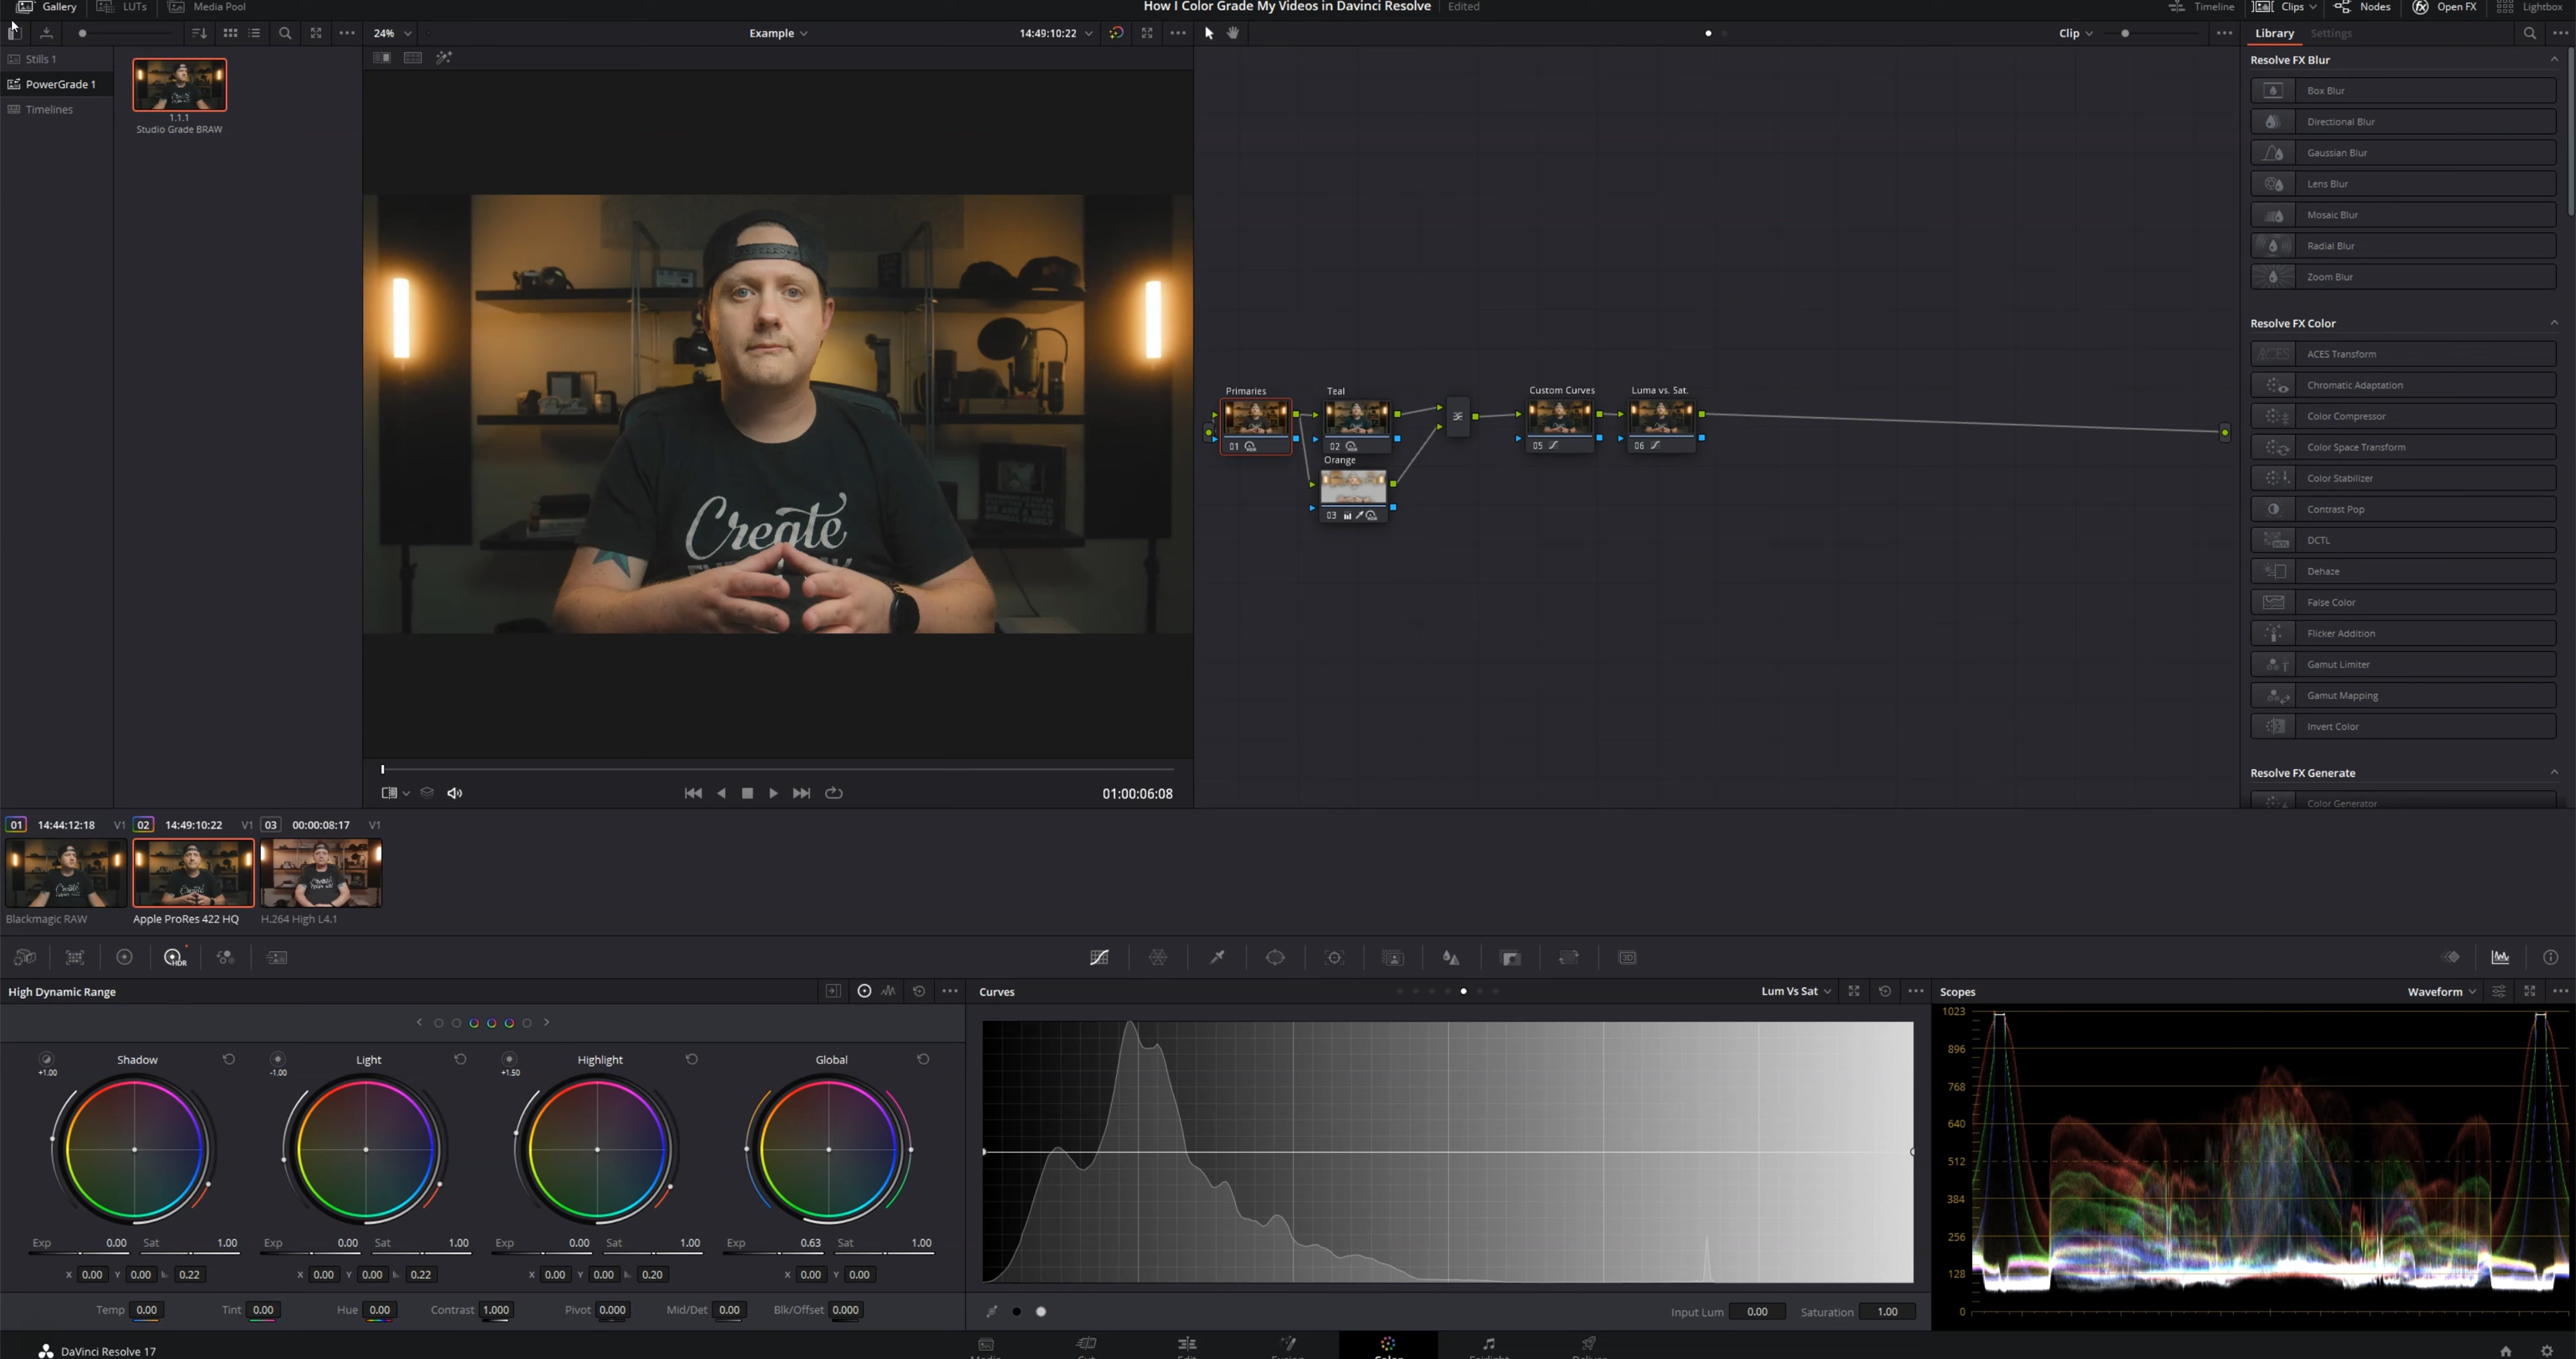 Gallery LUTs Media Pool How I Color Grade My Videos in Davinci Resolve Edited Timeline Clips Nodes Open FX Lightbox
24% Example 14:49:10:22 Clip Library Settings
Stills 1
PowerGrade 1
Timelines
1.1.1
Studio Grade BRAW
Create
Primaries Teal Custom Curves Luma vs. Sat.
01 02 05 06
Orange
03
01:00:06:08
Resolve FX Blur
Box Blur
Directional Blur
Gaussian Blur
Lens Blur
Mosaic Blur
Radial Blur
Zoom Blur
Resolve FX Color
ACES Transform
Chromatic Adaptation
Color Compressor
Color Space Transform
Color Stabilizer
Contrast Pop
DCTL
Dehaze
False Color
Flicker Addition
Gamut Limiter
Gamut Mapping
Invert Color
Resolve FX Generate
Color Generator
01 14:44:12:18 V1 02 14:49:10:22 V1 03 00:00:08:17 V1
Blackmagic RAW Apple ProRes 422 HQ H.264 High L4.1
HDR
3D
High Dynamic Range
Shadow Light Highlight Global
+1.00 -1.00 +1.50
Exp 0.00 Sat 1.00 Exp 0.00 Sat 1.00 Exp 0.00 Sat 1.00 Exp 0.63 Sat 1.00
X 0.00 Y 0.00 0.22 X 0.00 Y 0.00 0.22 X 0.00 Y 0.00 0.20 X 0.00 Y 0.00
Temp 0.00 Tint 0.00 Hue 0.00 Contrast 1.000 Pivot 0.000 Mid/Det 0.00 Blk/Offset 0.000
Curves Lum Vs Sat
Input Lum 0.00 Saturation 1.00
Scopes Waveform
1023
896
768
640
512
384
256
128
0
DaVinci Resolve 17 Media Cut Edit Fusion Color Fairlight Deliver